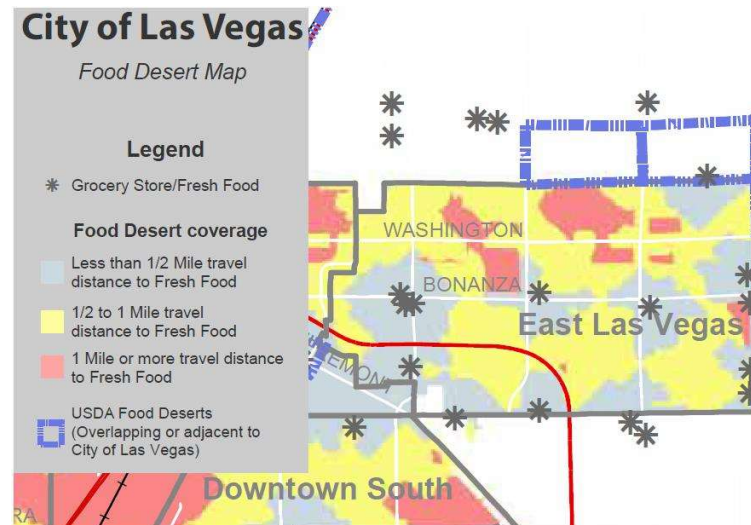 City of Las Vegas
Food Desert Map
Legend
Grocery Store/Fresh Food
Food Desert coverage
Less than 1/2 Mile travel
distance to Fresh Food
1/2 to 1 Mile travel
distance to Fresh Food
1 Mile or more travel distance
to Fresh Food
USDA Food Deserts
(Overlapping or adjacent to
City of Las Vegas)
WASHINGTON
BONANZA
East Las Vegas
Downtown South
RA